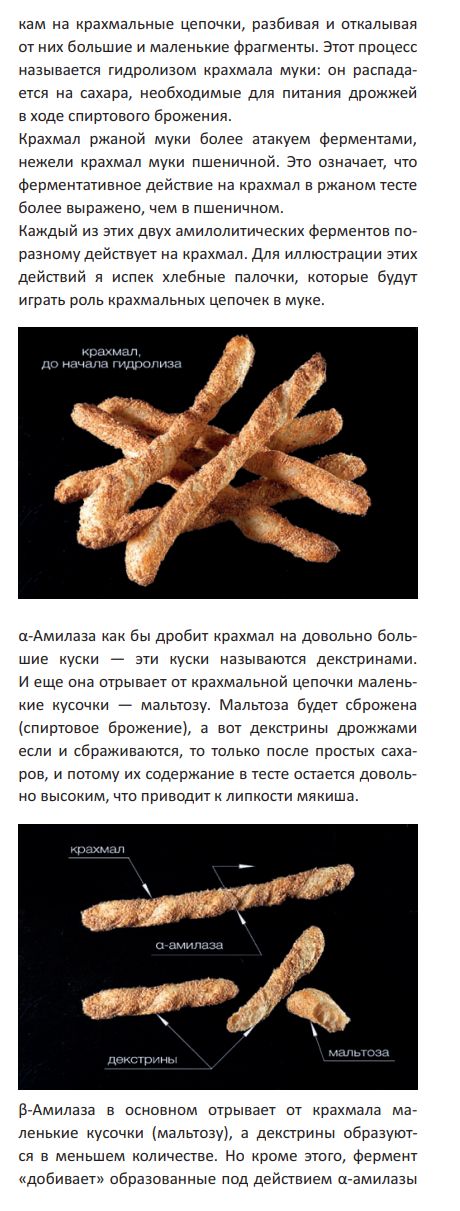 кам на крахмальные цепочки, разбивая и откалывая
от них большие и маленькие фрагменты. Этот процесс
называется гидролизом крахмала муки: он распада-
ется на сахара, необходимые для питания дрожжей
в ходе спиртового брожения.
Крахмал ржаной муки более атакуем ферментами,
нежели крахмал муки пшеничной. Это означает, что
ферментативное действие на крахмал в ржаном тесте
более выражено, чем в пшеничном.
Каждый из этих двух амилолитических ферментов по-
разному действует на крахмал. Для иллюстрации этих
действий я испек хлебные палочки, которые будут
играть роль крахмальных цепочек в муке.
крахмал,
до начала гидролиза
α-Амилаза как бы дробит крахмал на довольно боль-
шие куски — эти куски называются декстринами.
И еще она отрывает от крахмальной цепочки малень-
кие кусочки — мальтозу. Мальтоза будет сброжена
(спиртовое брожение), а вот декстрины дрожжами
если и сбраживаются, то только после простых саха-
ров, и потому их содержание в тесте остается доволь-
но высоким, что приводит к липкости мякиша.
крахмал
α-амилаза
декстрины
мальтоза
β-Амилаза в основном отрывает от крахмала ма-
ленькие кусочки (мальтозу), а декстрины образуют-
ся в меньшем количестве. Но кроме этого, фермент
«добивает» образованные под действием α-амилазы